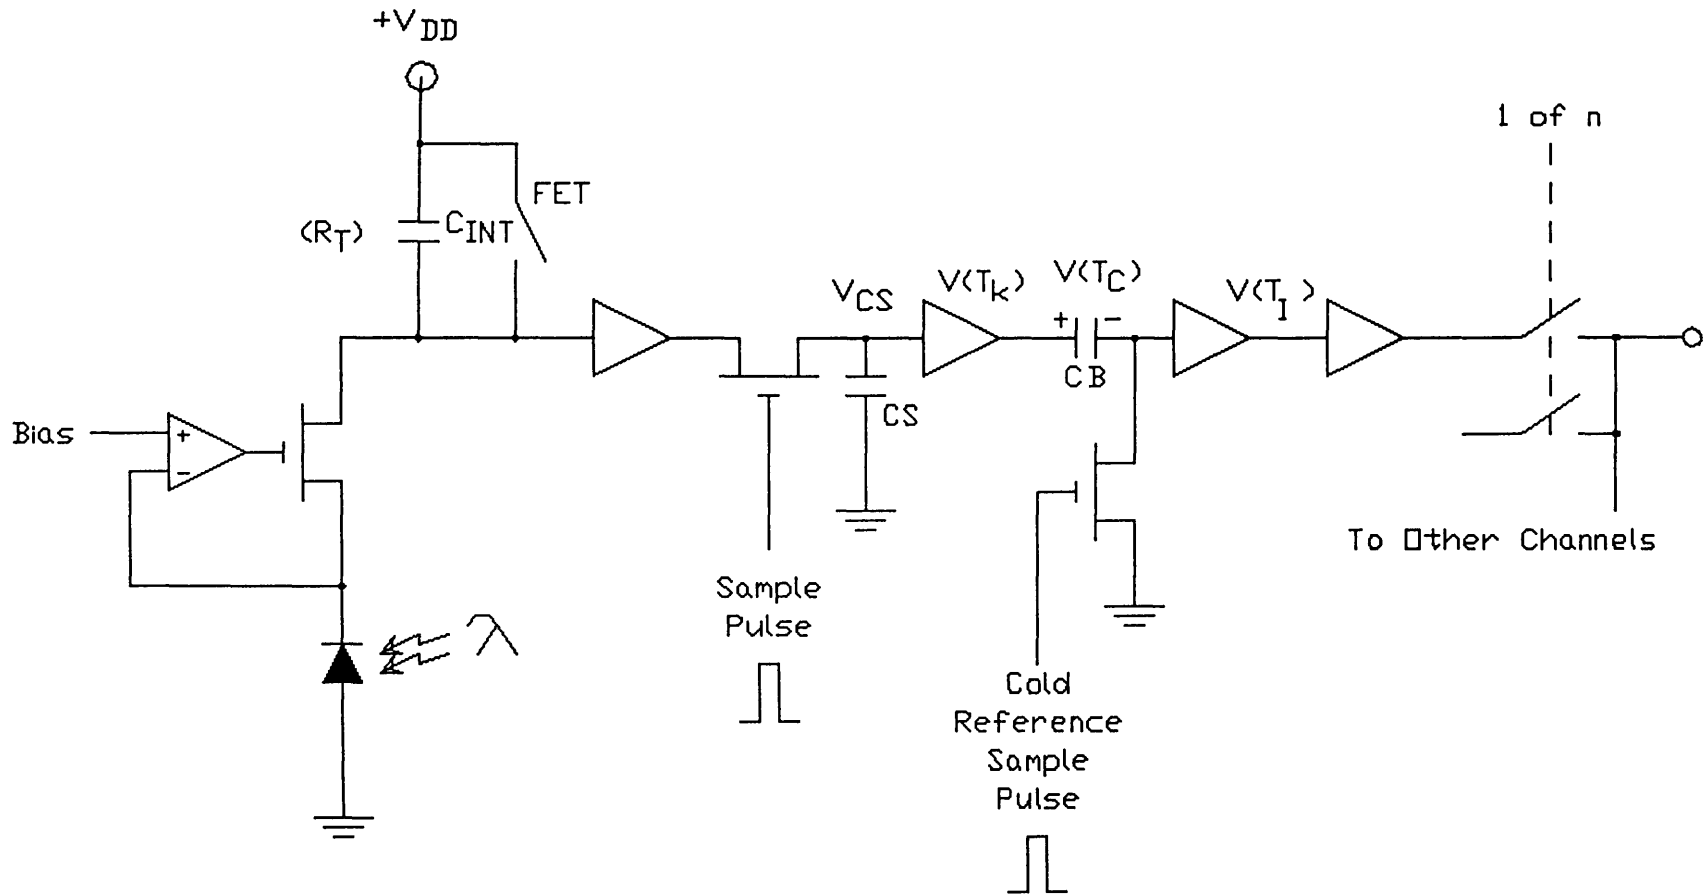 +VDD
1 of n
FET
(RT)
CINT
VCS
V(Tk)
V(TC)
V(TI)
+ -
CB
CS
Bias
+
-
To Other Channels
Sample
Pulse
λ
Cold
Reference
Sample
Pulse